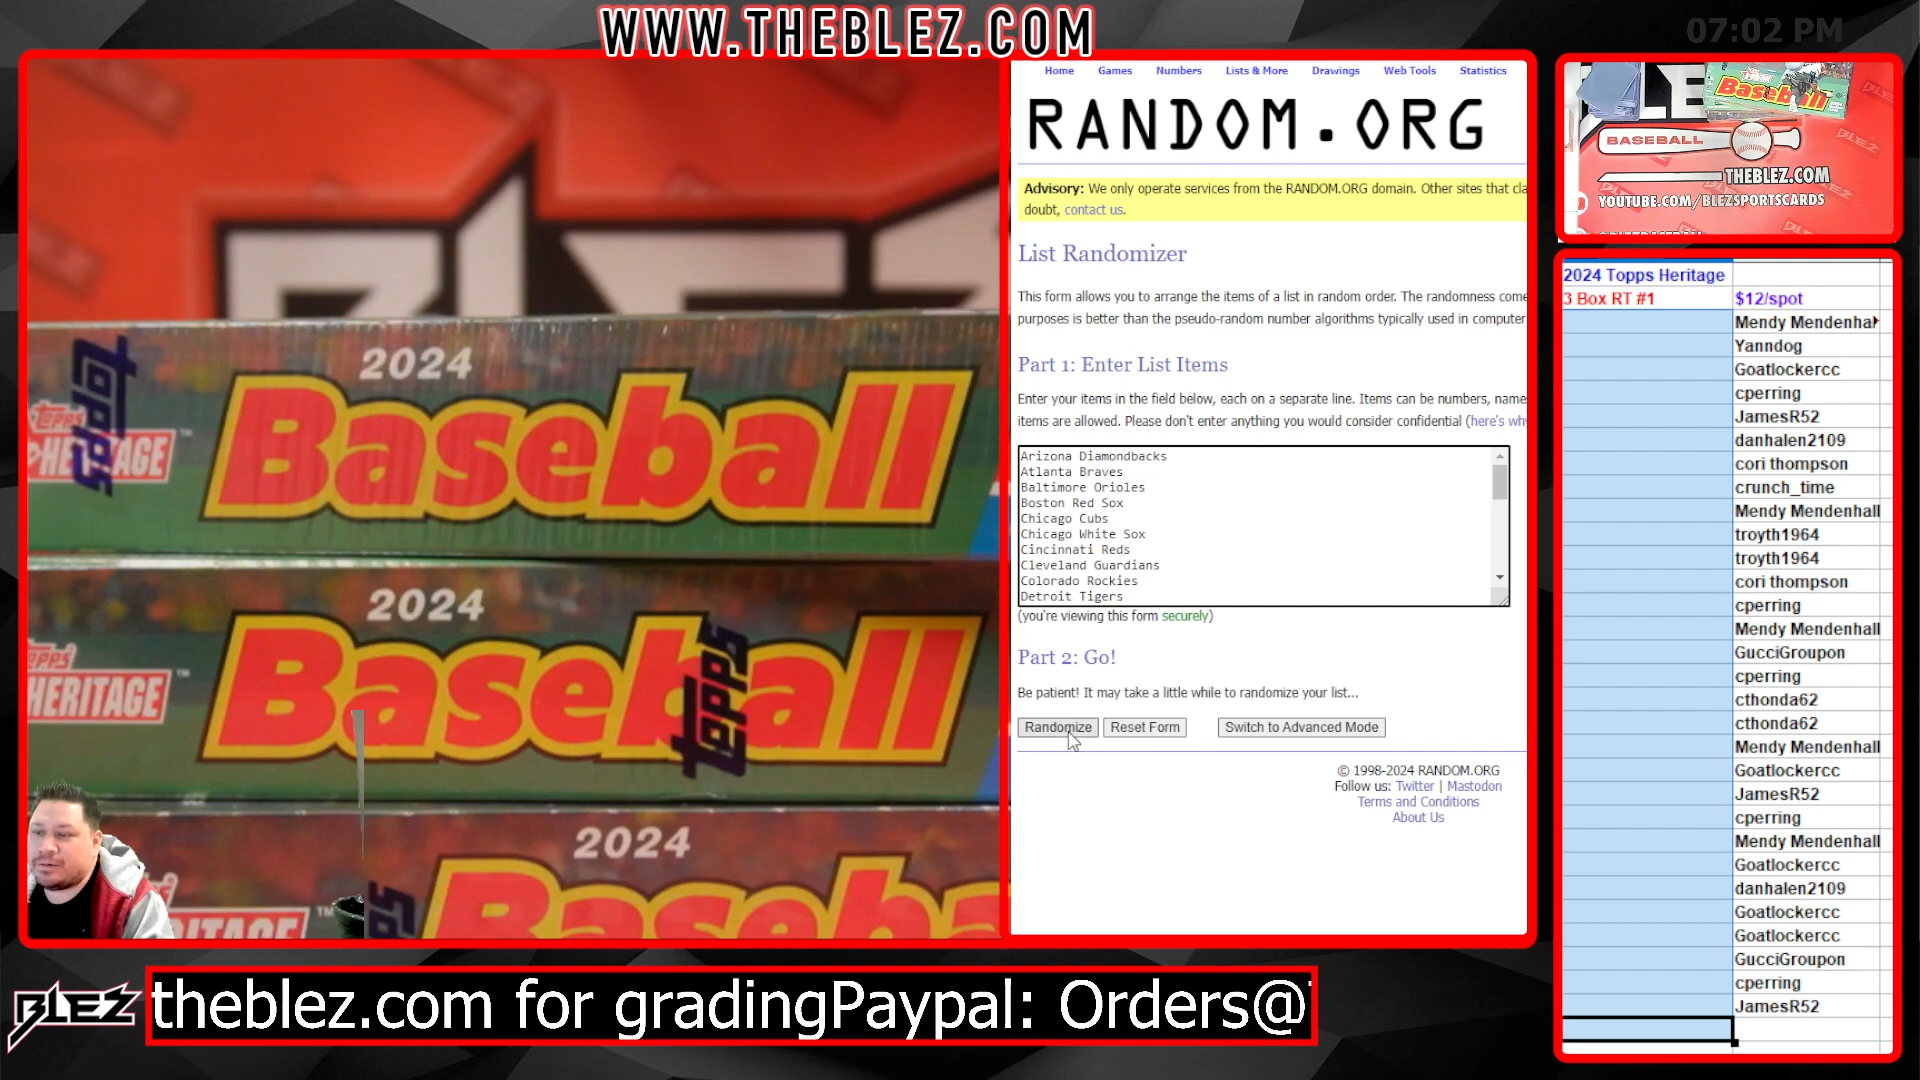 WWW.THEBLEZ.COM
07:02 PM
2024
Baseball
topps
topps
HERITAGE
2024
Baseball
topps
HERITAGE
2024
Baseball
HERITAGE
Home Games Numbers Lists & More Drawings Web Tools Statistics
RANDOM.ORG
Advisory: We only operate services from the RANDOM.ORG domain. Other sites that cla
doubt, contact us.
List Randomizer
This form allows you to arrange the items of a list in random order. The randomness come
purposes is better than the pseudo-random number algorithms typically used in computer
Part 1: Enter List Items
Enter your items in the field below, each on a separate line. Items can be numbers, name
items are allowed. Please don't enter anything you would consider confidential (here's why
Arizona Diamondbacks
Atlanta Braves
Baltimore Orioles
Boston Red Sox
Chicago Cubs
Chicago White Sox
Cincinnati Reds
Cleveland Guardians
Colorado Rockies
Detroit Tigers
(you're viewing this form securely)
Part 2: Go!
Be patient! It may take a little while to randomize your list...
Randomize Reset Form Switch to Advanced Mode
© 1998-2024 RANDOM.ORG
Follow us: Twitter | Mastodon
Terms and Conditions
About Us
Baseball
BASEBALL
THEBLEZ.COM
YOUTUBE.COM/BLEZSPORTSCARDS
2024 Topps Heritage
3 Box RT #1 $12/spot
Mendy Mendenhal
Yanndog
Goatlockercc
cperring
JamesR52
danhalen2109
cori thompson
crunch_time
Mendy Mendenhall
troyth1964
troyth1964
cori thompson
cperring
Mendy Mendenhall
GucciGroupon
cperring
cthonda62
cthonda62
Mendy Mendenhall
Goatlockercc
JamesR52
cperring
Mendy Mendenhall
Goatlockercc
danhalen2109
Goatlockercc
Goatlockercc
GucciGroupon
cperring
JamesR52
BLEZ
theblez.com for gradingPaypal: Orders@